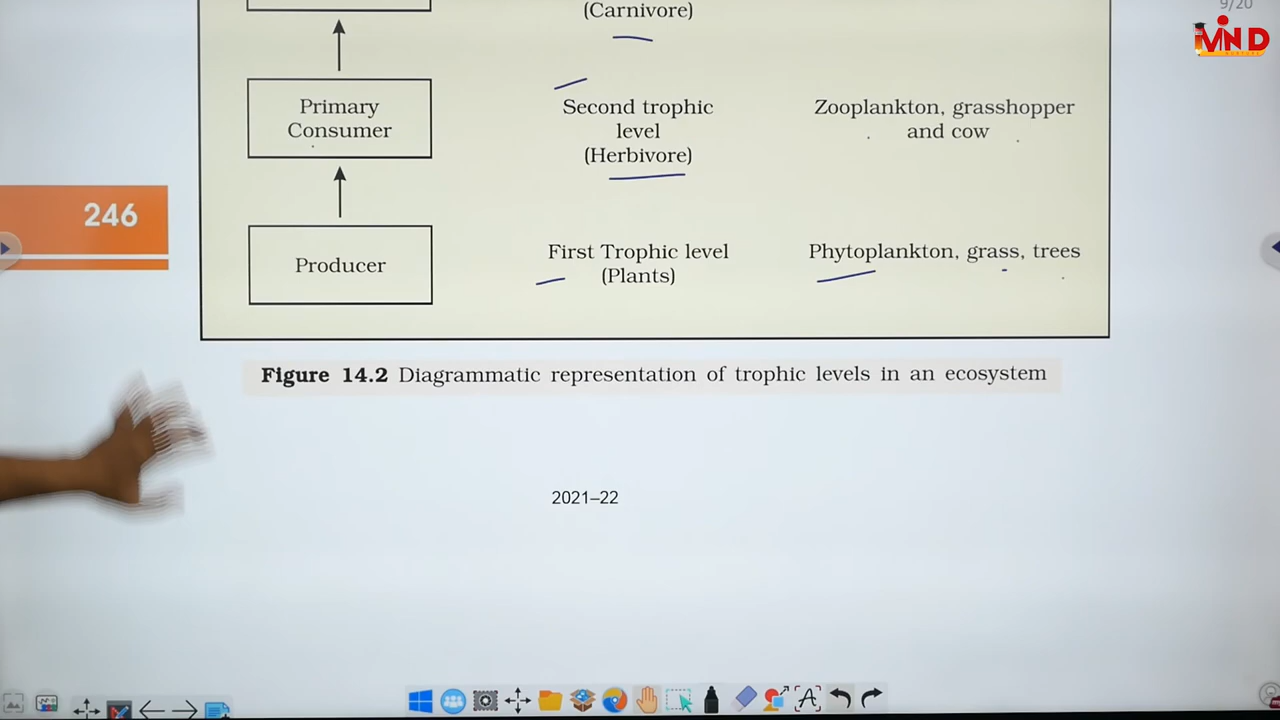 9/20
MIND
(Carnivore)
Primary
Consumer
Second trophic
level
(Herbivore)
Zooplankton, grasshopper
and cow
246
Producer
First Trophic level
(Plants)
Phytoplankton, grass, trees
Figure 14.2 Diagrammatic representation of trophic levels in an ecosystem
2021–22
A